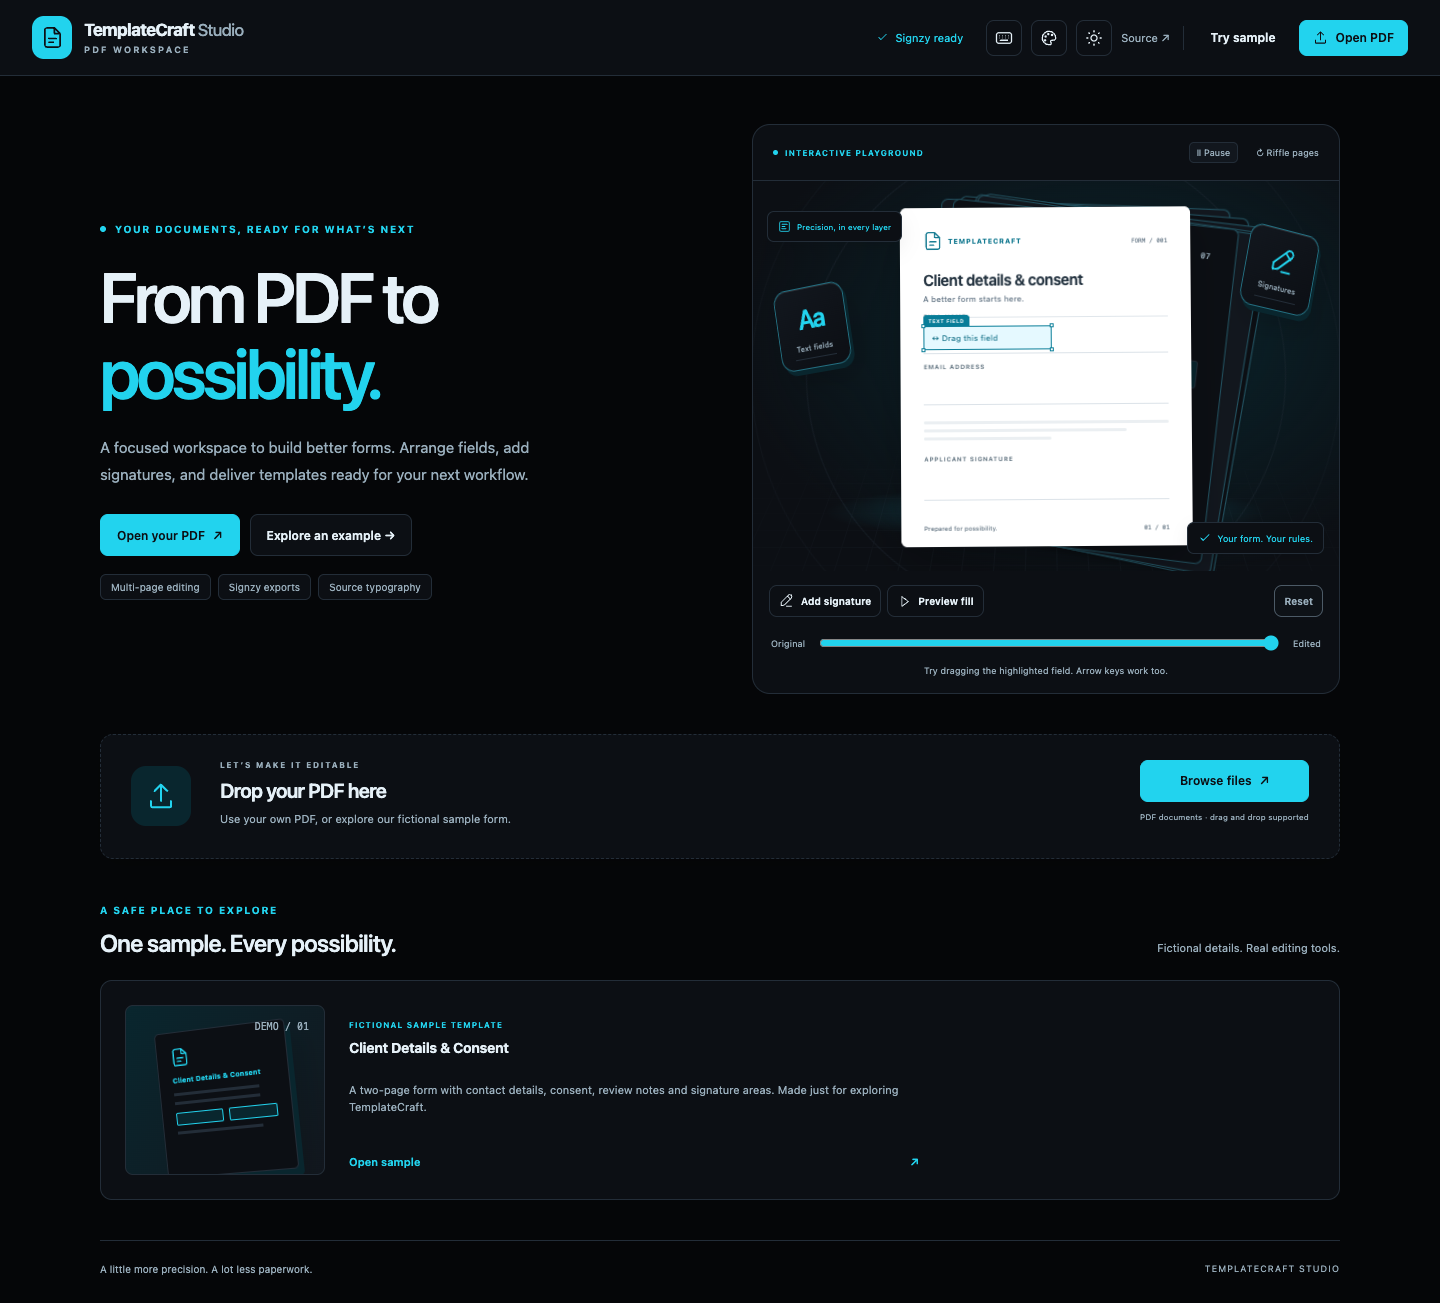 TemplateCraft Studio
PDF WORKSPACE
Signzy ready
Source ↗
Try sample
Open PDF
YOUR DOCUMENTS, READY FOR WHAT'S NEXT
From PDF to
possibility.
A focused workspace to build better forms. Arrange fields, add
signatures, and deliver templates ready for your next workflow.
Open your PDF ↗
Explore an example →
Multi-page editing
Signzy exports
Source typography
INTERACTIVE PLAYGROUND
Pause
Riffle pages
Precision, in every layer
Aa
Text fields
TEMPLATECRAFT
FORM / 001
Client details & consent
A better form starts here.
TEXT FIELD
↔ Drag this field
EMAIL ADDRESS
APPLICANT SIGNATURE
Prepared for possibility.
01 / 01
07
Signatures
Your form. Your rules.
Add signature
Preview fill
Reset
Original
Edited
Try dragging the highlighted field. Arrow keys work too.
LET'S MAKE IT EDITABLE
Drop your PDF here
Use your own PDF, or explore our fictional sample form.
Browse files ↗
PDF documents · drag and drop supported
A SAFE PLACE TO EXPLORE
One sample. Every possibility.
Fictional details. Real editing tools.
DEMO / 01
Client Details & Consent
FICTIONAL SAMPLE TEMPLATE
Client Details & Consent
A two-page form with contact details, consent, review notes and signature areas. Made just for exploring
TemplateCraft.
Open sample ↗
A little more precision. A lot less paperwork.
TEMPLATECRAFT STUDIO